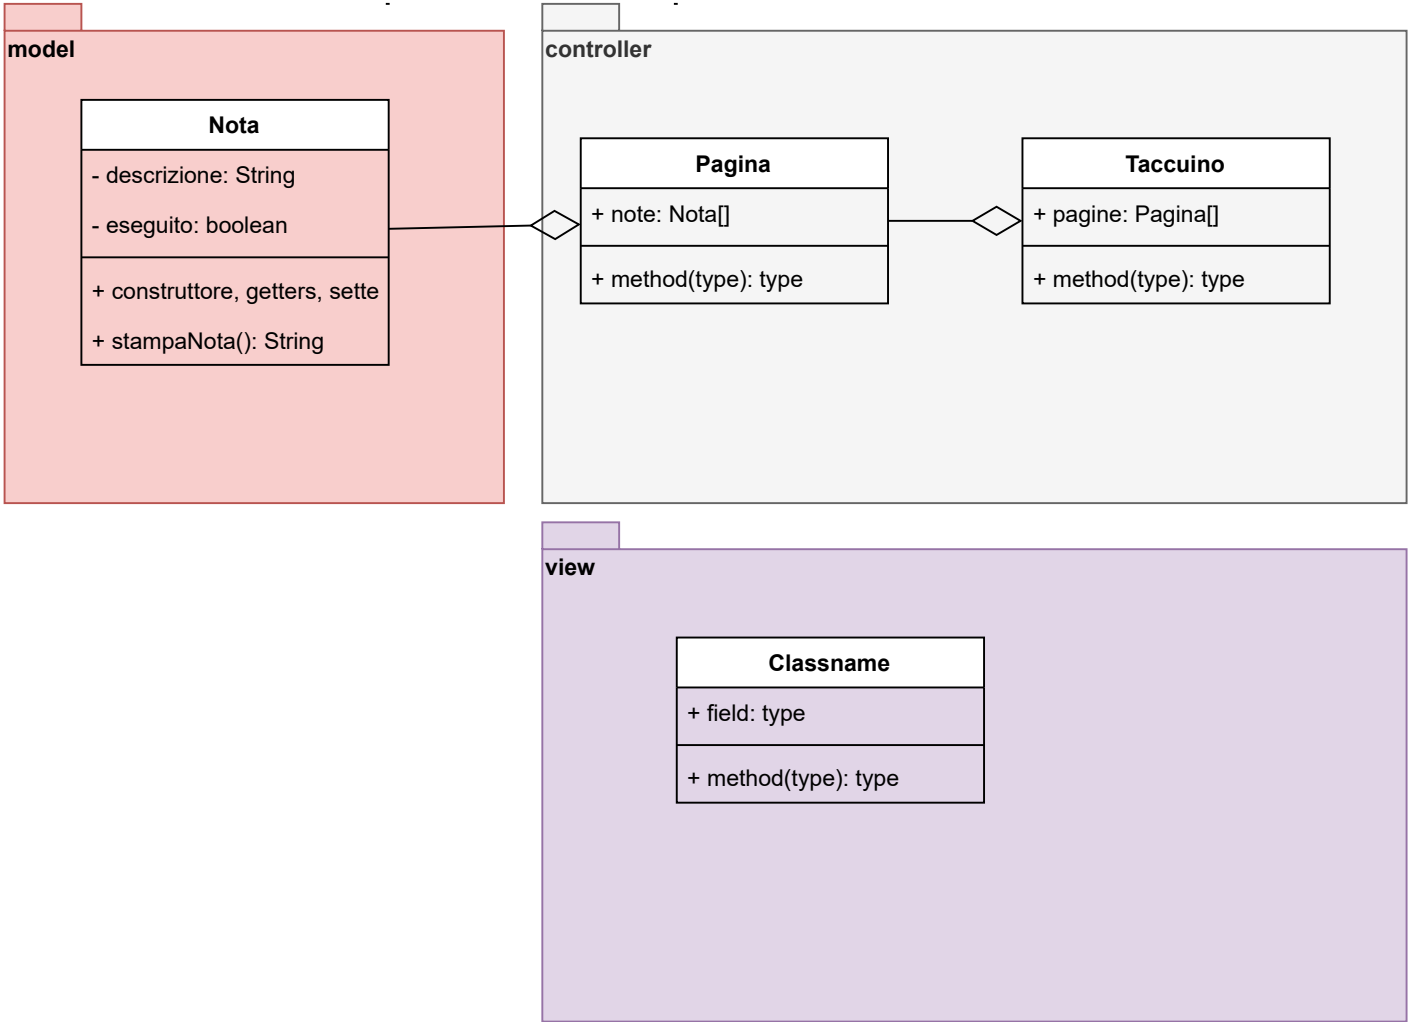 model
Nota
- descrizione: String
- eseguito: boolean
+ construttore, getters, sette
+ stampaNota(): String
controller
Pagina
+ note: Nota[]
+ method(type): type
Taccuino
+ pagine: Pagina[]
+ method(type): type
view
Classname
+ field: type
+ method(type): type